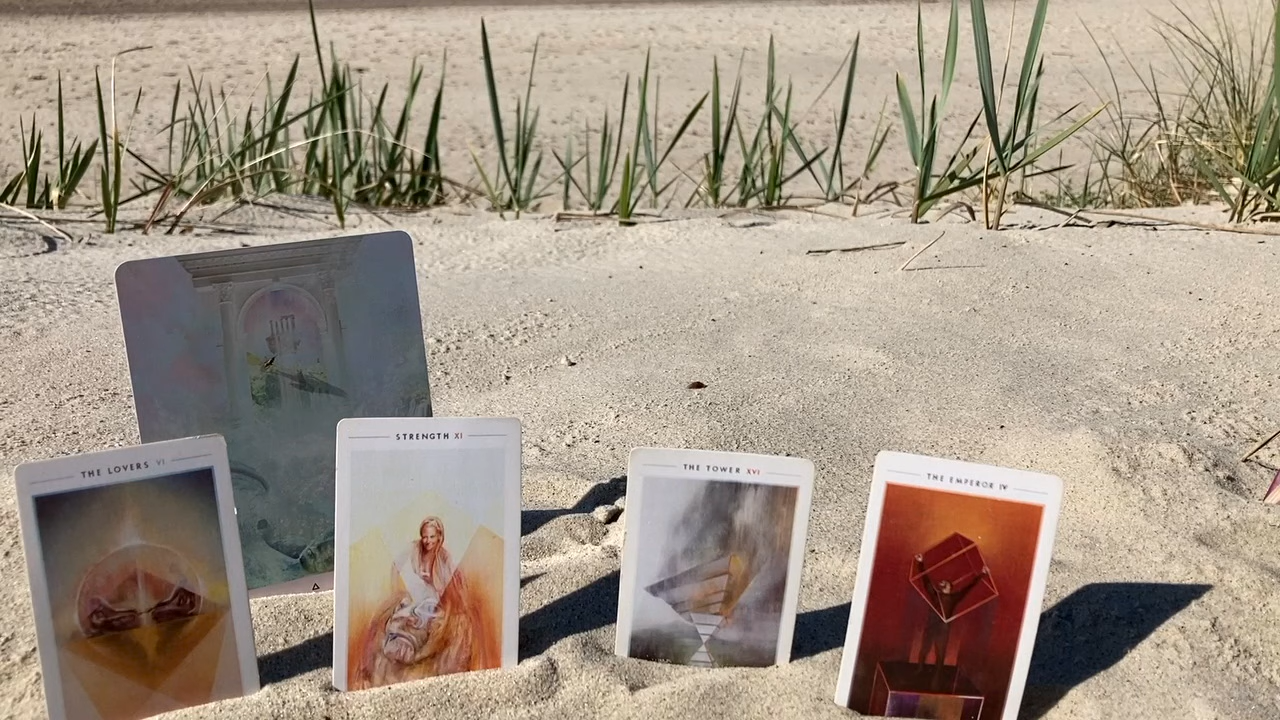 THE LOVERS VI
STRENGTH XI
THE TOWER XVI
THE EMPEROR IV